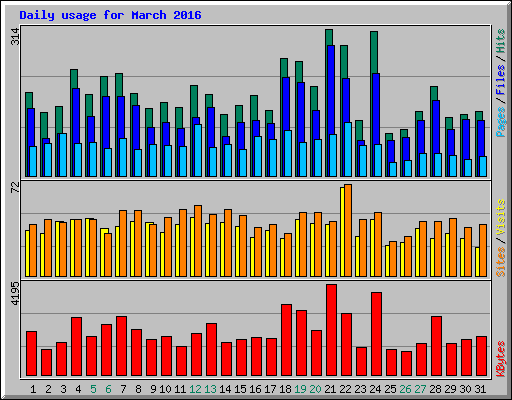 Daily usage for March 2016
314
72
4195
Pages / Files / Hits
Sites / Visits
KBytes
1 2 3 4 5 6 7 8 9 10 11 12 13 14 15 16 17 18 19 20 21 22 23 24 25 26 27 28 29 30 31